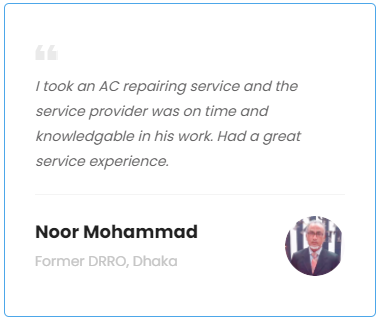 “
I took an AC repairing service and the
service provider was on time and
knowledgable in his work. Had a great
service experience.
Noor Mohammad
Former DRRO, Dhaka